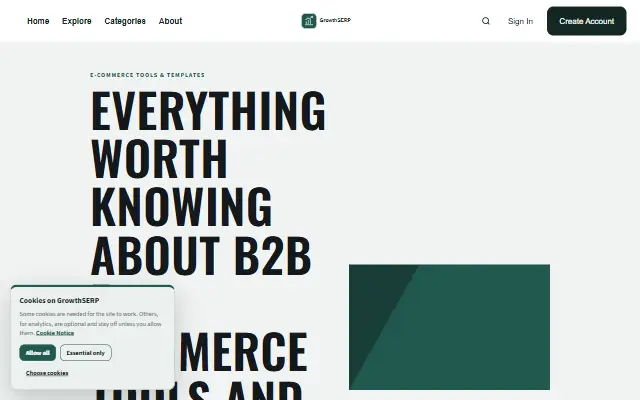 Home Explore Categories About GrowthSERP Sign In Create Account
E-COMMERCE TOOLS & TEMPLATES
EVERYTHING
WORTH
KNOWING
ABOUT B2B
MERCE
TOOLS AND
Cookies on GrowthSERP
Some cookies are needed for the site to work. Others,
for analytics, are optional and stay off unless you allow
them. Cookie Notice
Allow all Essential only
Choose cookies